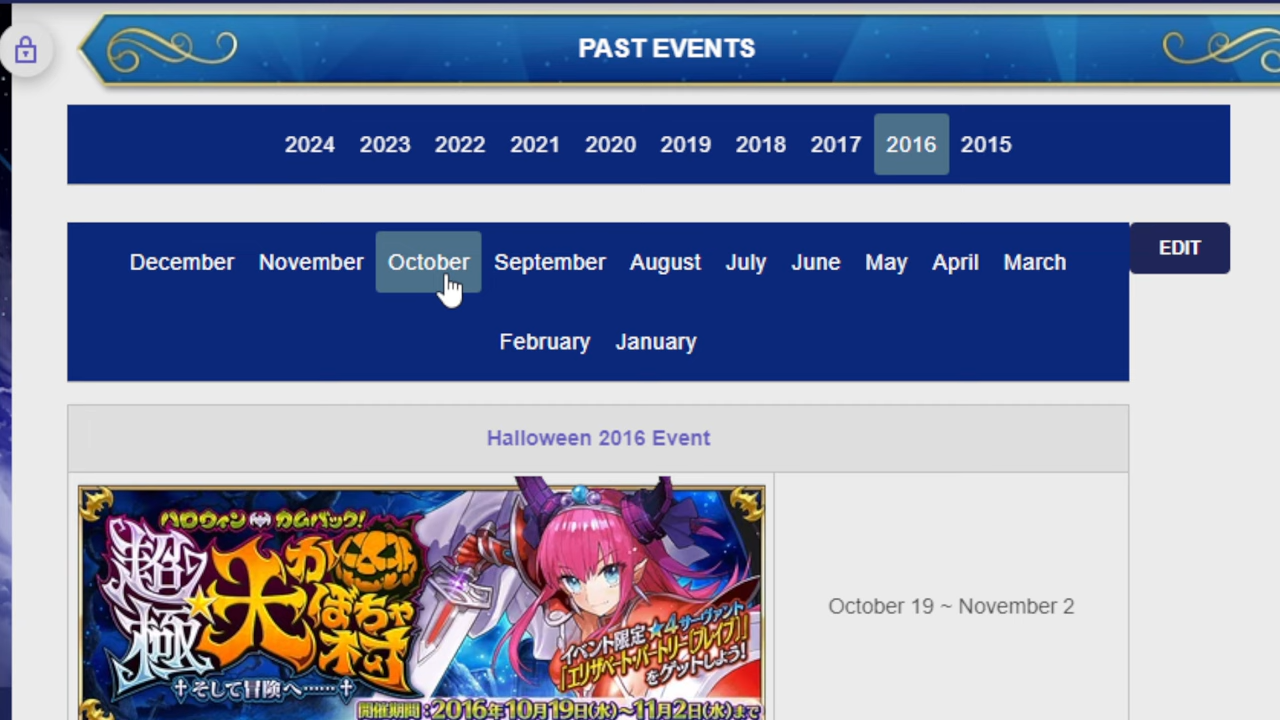 PAST EVENTS
2024 2023 2022 2021 2020 2019 2018 2017 2016 2015
December November October September August July June May April March
EDIT
February January
Halloween 2016 Event
ハロウィン カムバック!
超極★大かぼちゃ村
✝そして冒険へ……✝
イベント限定★4サーヴァント
「エリザベート・バートリー〔ブレイブ〕」
をゲットしよう!
開催期間:2016年10月19日(水)~11月2日(水)まで
October 19 ~ November 2